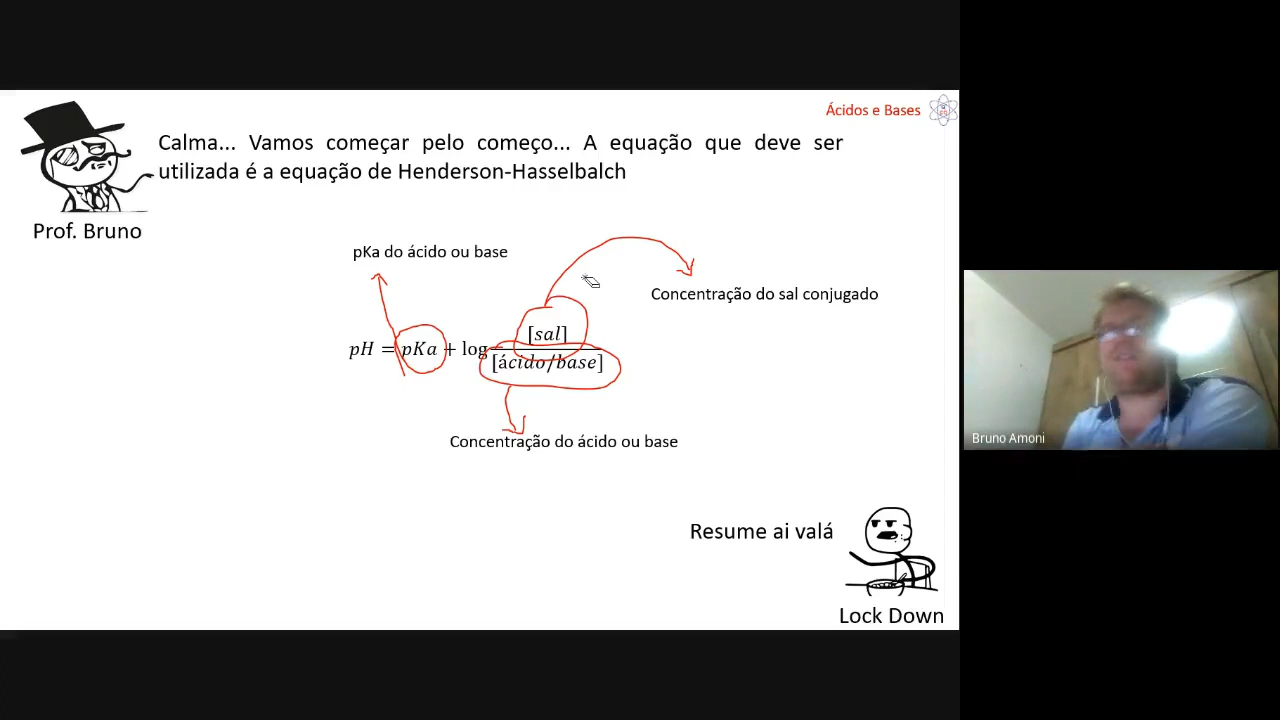 Ácidos e Bases
Calma... Vamos começar pelo começo... A equação que deve ser
utilizada é a equação de Henderson-Hasselbalch
Prof. Bruno
pKa do ácido ou base
Concentração do sal conjugado
pH = pKa + log [sal]
[ácido/base]
Concentração do ácido ou base
Bruno Amoni
Resume ai valá
Lock Down